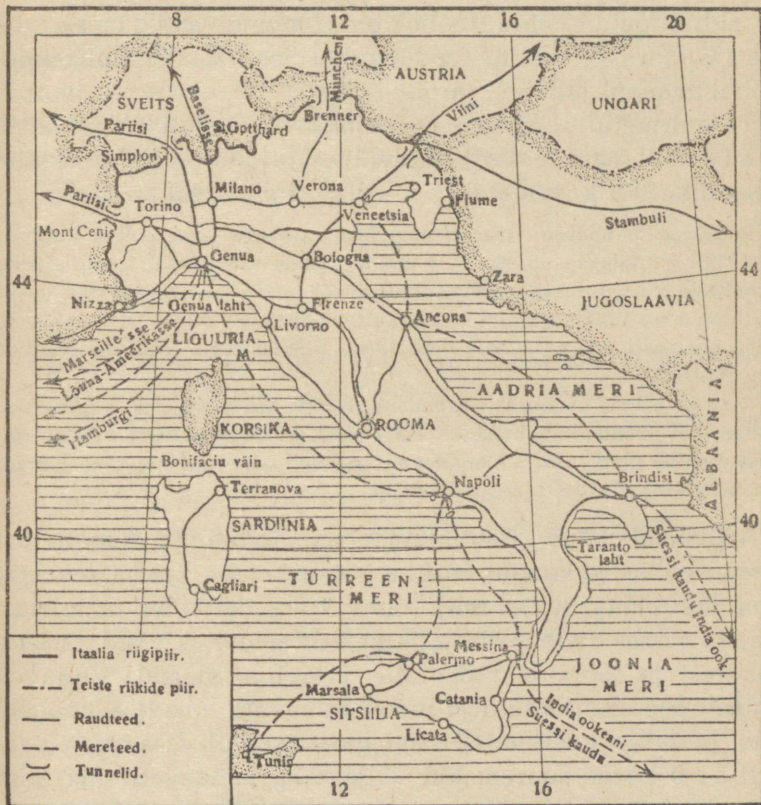 8
12
16
20
AUSTRIA
Müncheni
Viini
UNGARI
ŠVEITS
Baselisse
St Gotthard
Brenner
Pariisi
Simplon
Triest
Milano
Verona
Veneetsia
Fiume
Stambuli
Pariisi
Torino
Mont Cenis
Genua
Bologna
Zara
44
44
Nizza
Genua laht
Firenze
Ancona
JUGOSLAAVIA
Livorno
LIGUURIA
M.
Marseille'sse
Lõuna-Ameerikasse
Hamburgi
AADRIA MERI
ALBAANIA
KORSIKA
ROOMA
Bonifaciu väin
Napoli
Brindisi
Terranova
40
40
SARDIINIA
Taranto
laht
Suessi kaudu India ook.
TÜRREENI
MERI
Cagliari
Messina
JOONIA
MERI
Palermo
Marsala
Catania
SITSIILIA
Licata
India ookeani
Suessi kaudu
Tunis
Itaalia riigipiir.
Teiste riikide piir.
Raudteed.
Mereteed.
Tunnelid.
12
16